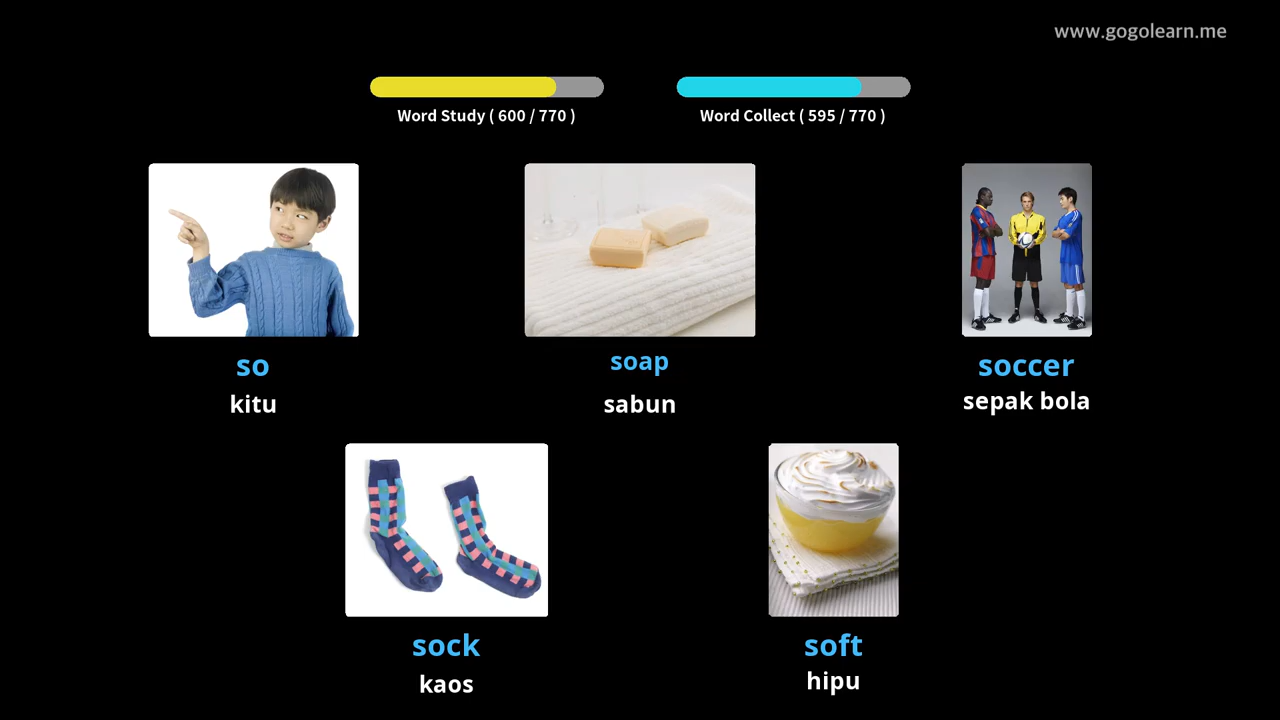 www.gogolearn.me
Word Study ( 600 / 770 )
Word Collect ( 595 / 770 )
so
kitu
soap
sabun
soccer
sepak bola
sock
kaos
soft
hipu